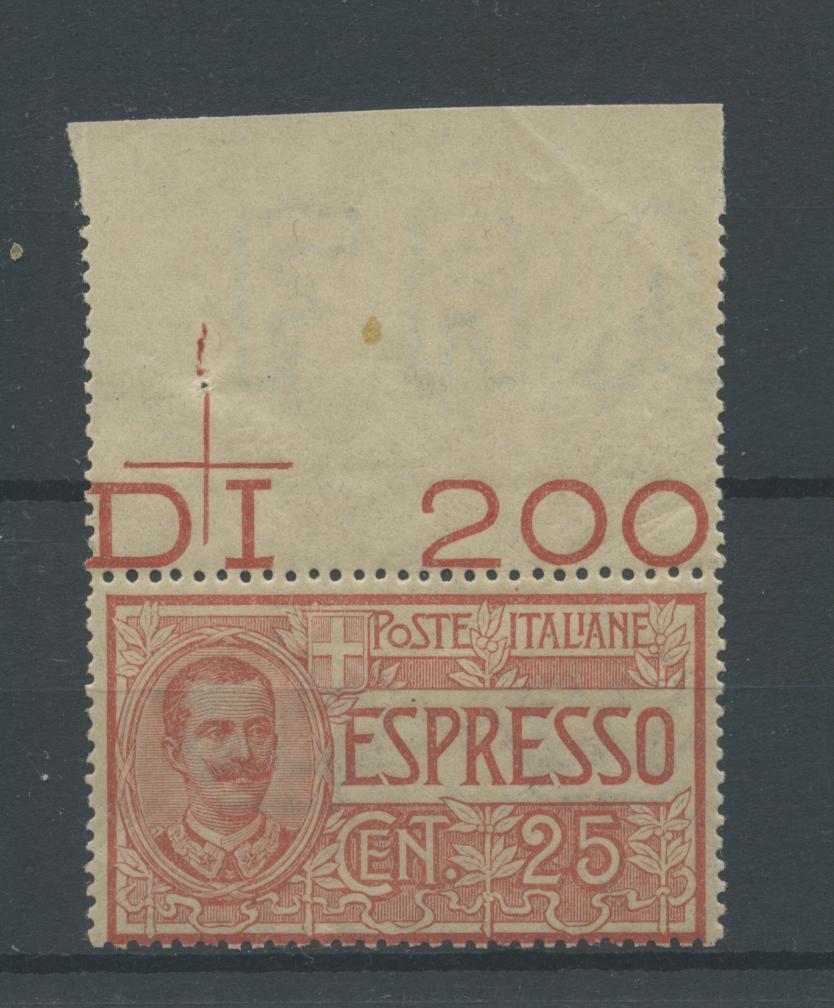 DI 200
POSTE ITALIANE
ESPRESSO
CENT. 25